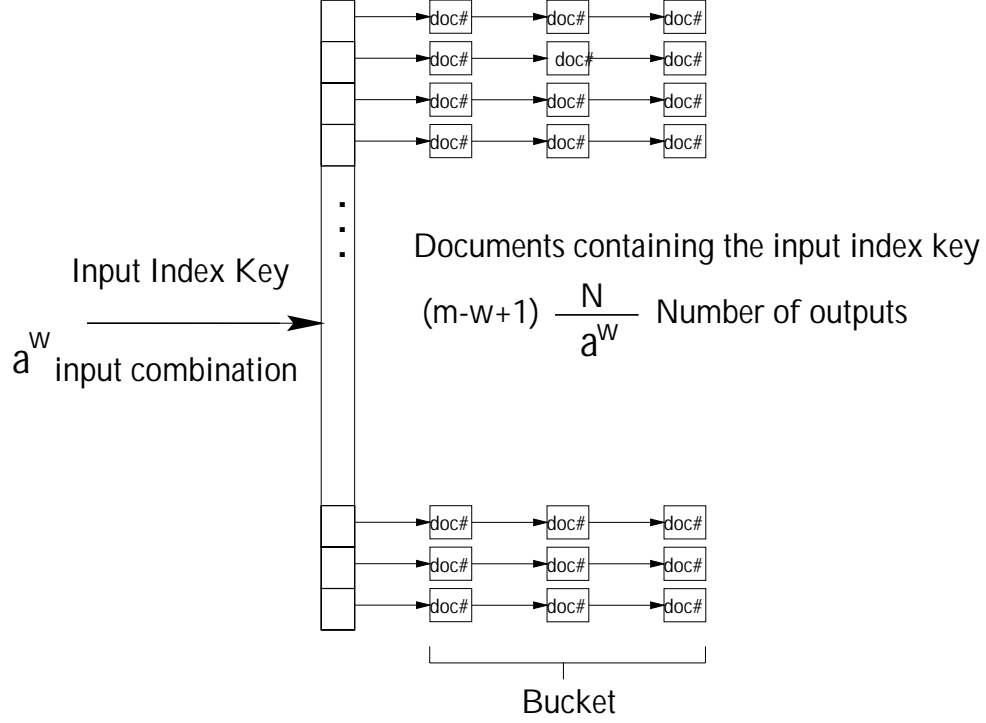 doc# doc# doc#
doc# doc# doc#
doc# doc# doc#
doc# doc# doc#
Documents containing the input index key
Input Index Key
(m-w+1) N/a^w Number of outputs
a^w input combination
doc# doc# doc#
doc# doc# doc#
doc# doc# doc#
Bucket